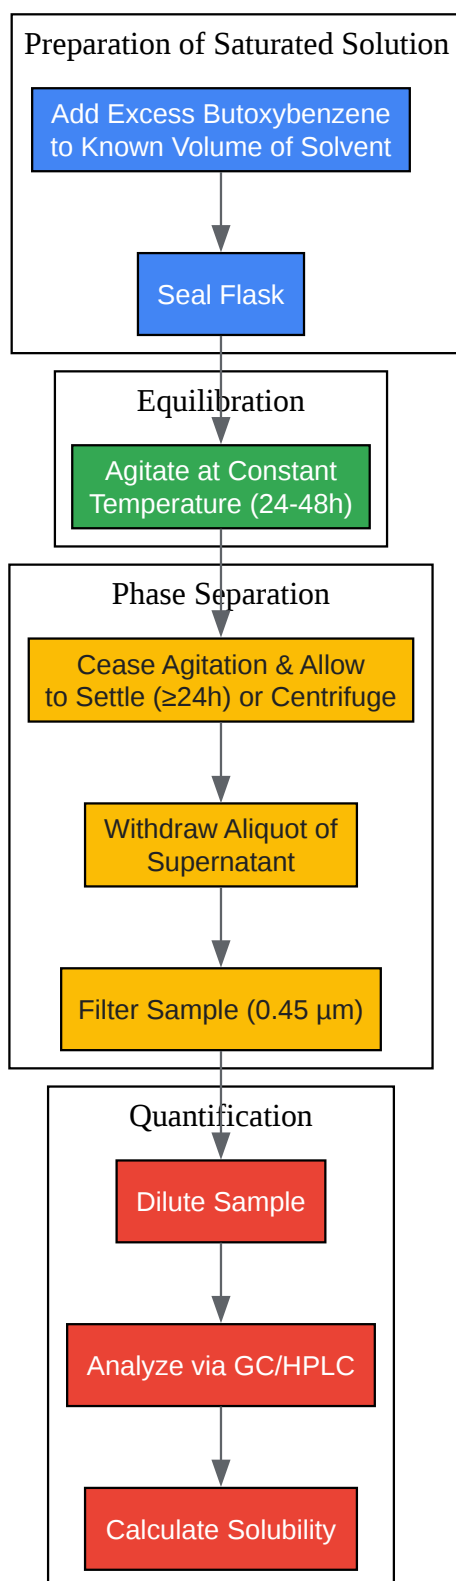 Preparation of Saturated Solution
Add Excess Butoxybenzene
to Known Volume of Solvent
Seal Flask
Equilibration
Agitate at Constant
Temperature (24-48h)
Phase Separation
Cease Agitation & Allow
to Settle (≥24h) or Centrifuge
Withdraw Aliquot of
Supernatant
Filter Sample (0.45 µm)
Quantification
Dilute Sample
Analyze via GC/HPLC
Calculate Solubility